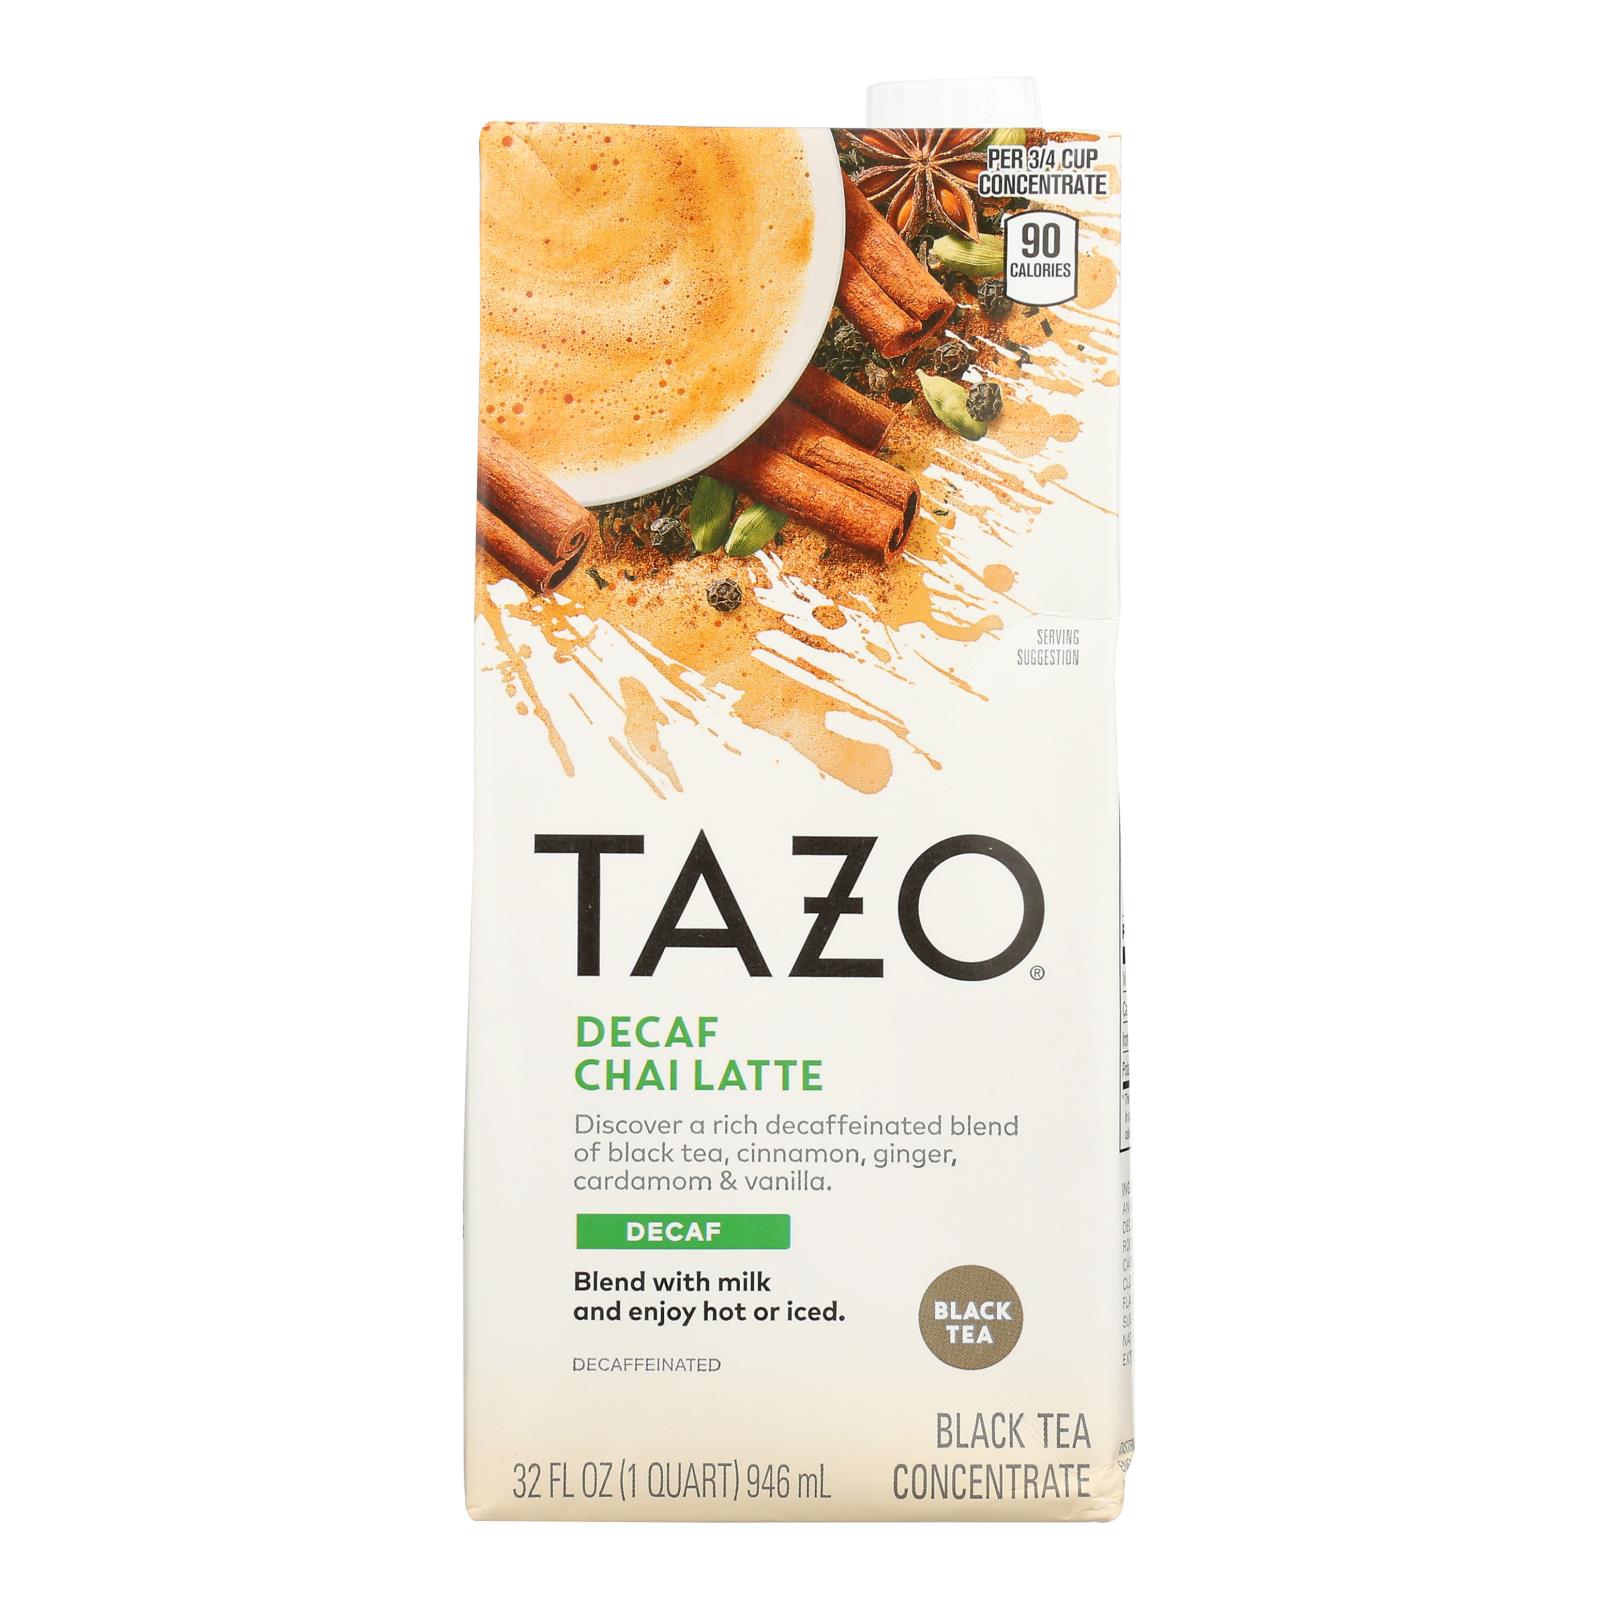 PER 3/4 CUP
CONCENTRATE
90
CALORIES
SERVING
SUGGESTION
TAZO®
DECAF
CHAI LATTE
Discover a rich decaffeinated blend
of black tea, cinnamon, ginger,
cardamom & vanilla.
DECAF
Blend with milk
and enjoy hot or iced.
BLACK
TEA
DECAFFEINATED
BLACK TEA
CONCENTRATE
32 FL OZ (1 QUART) 946 mL